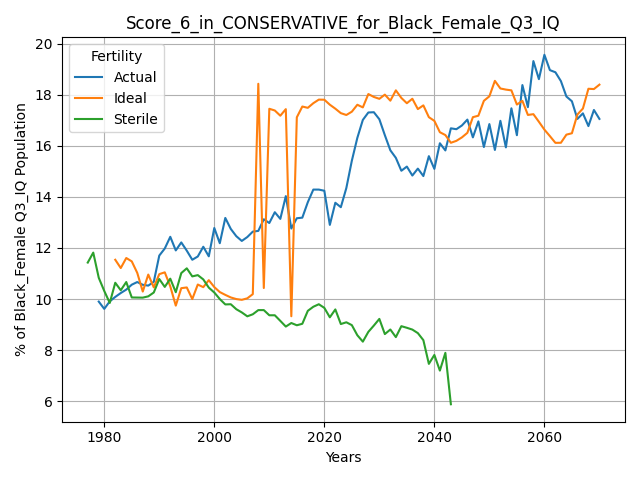 Score_6_in_CONSERVATIVE_for_Black_Female_Q3_IQ
Fertility
Actual
Ideal
Sterile
20
18
16
14
12
10
8
6
% of Black_Female Q3_IQ Population
1980
2000
2020
2040
2060
Years